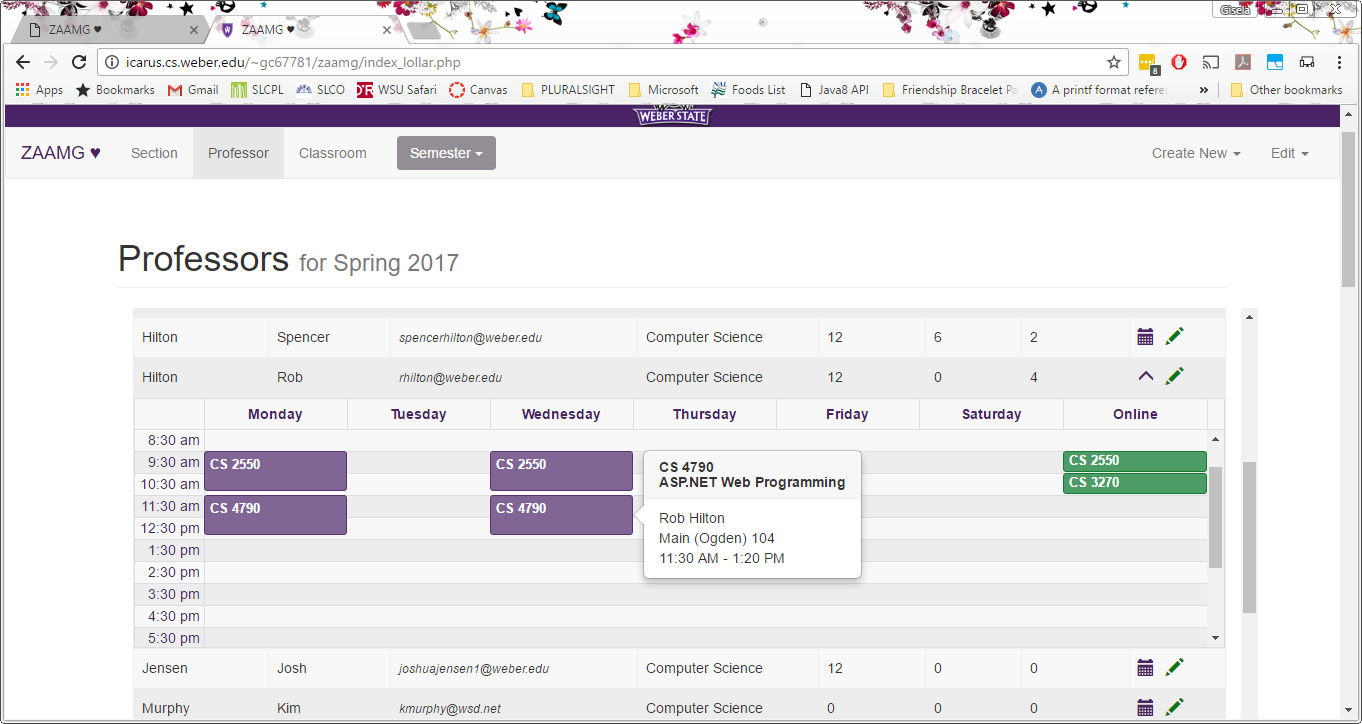 Gisela
ZAAMG ♥
ZAAMG ♥
icarus.cs.weber.edu/~gc67781/zaamg/index_lollar.php
8
Apps Bookmarks Gmail SLCPL SLCO WSU Safari Canvas PLURALSIGHT Microsoft Foods List Java8 API Friendship Bracelet Pa A printf format refere » Other bookmarks
WEBER STATE
ZAAMG ♥ Section Professor Classroom Semester Create New Edit
Professors for Spring 2017
Hilton Spencer spencerhilton@weber.edu Computer Science 12 6 2
Hilton Rob rhilton@weber.edu Computer Science 12 0 4
Monday Tuesday Wednesday Thursday Friday Saturday Online
8:30 am
9:30 am CS 2550 CS 2550 CS 2550
10:30 am CS 3270
11:30 am CS 4790 CS 4790
12:30 pm
CS 4790
ASP.NET Web Programming
Rob Hilton
Main (Ogden) 104
11:30 AM - 1:20 PM
1:30 pm
2:30 pm
3:30 pm
4:30 pm
5:30 pm
Jensen Josh joshuajensen1@weber.edu Computer Science 12 0 0
Murphy Kim kmurphy@wsd.net Computer Science 0 0 0